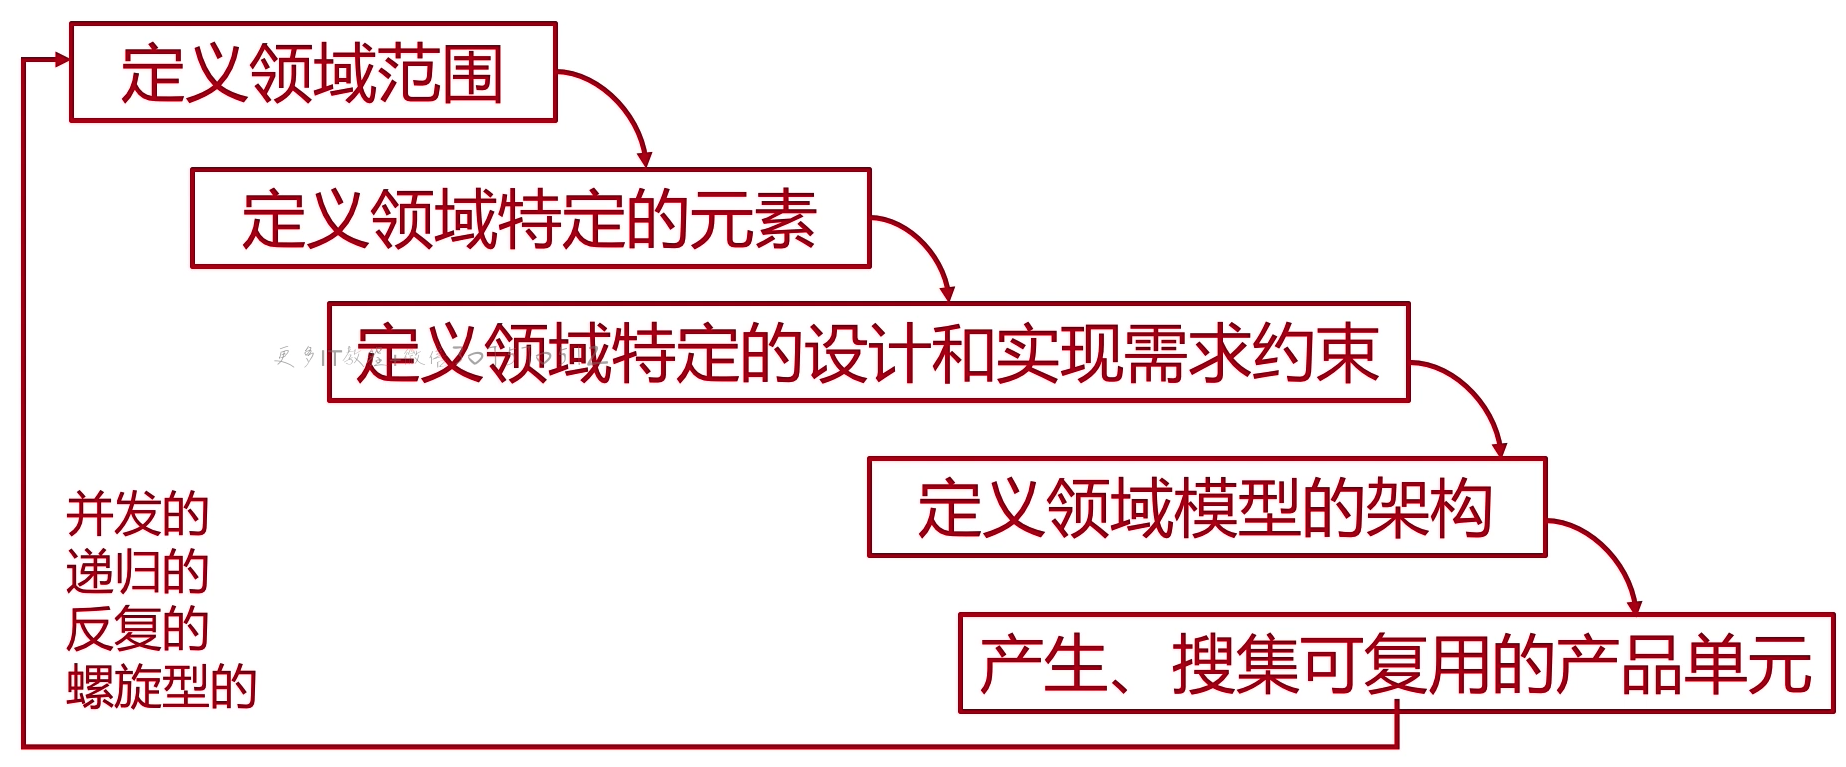 定义领域范围
定义领域特定的元素
定义领域特定的设计和实现需求约束
定义领域模型的架构
产生、搜集可复用的产品单元
并发的
递归的
反复的
螺旋型的